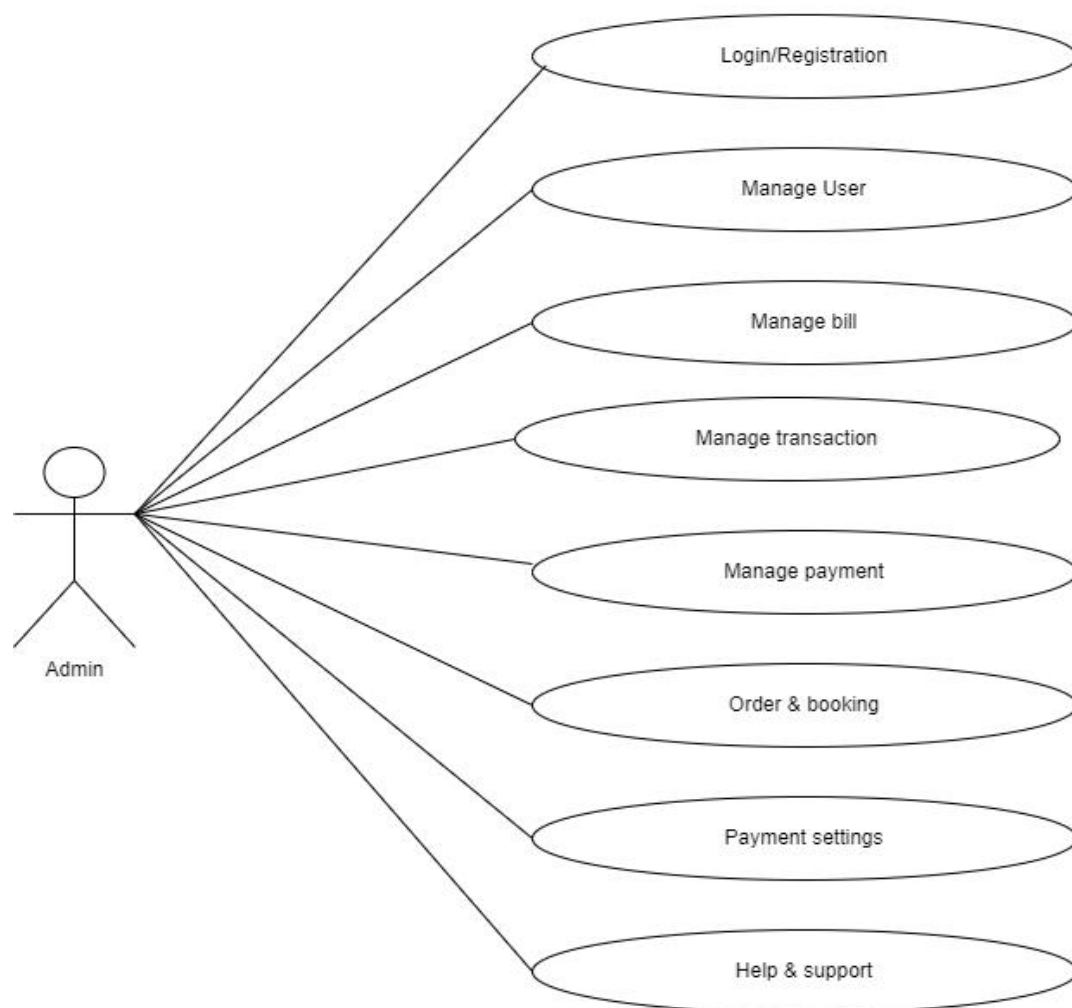 Login/Registration
Manage User
Manage bill
Manage transaction
Manage payment
Admin
Order & booking
Payment settings
Help & support